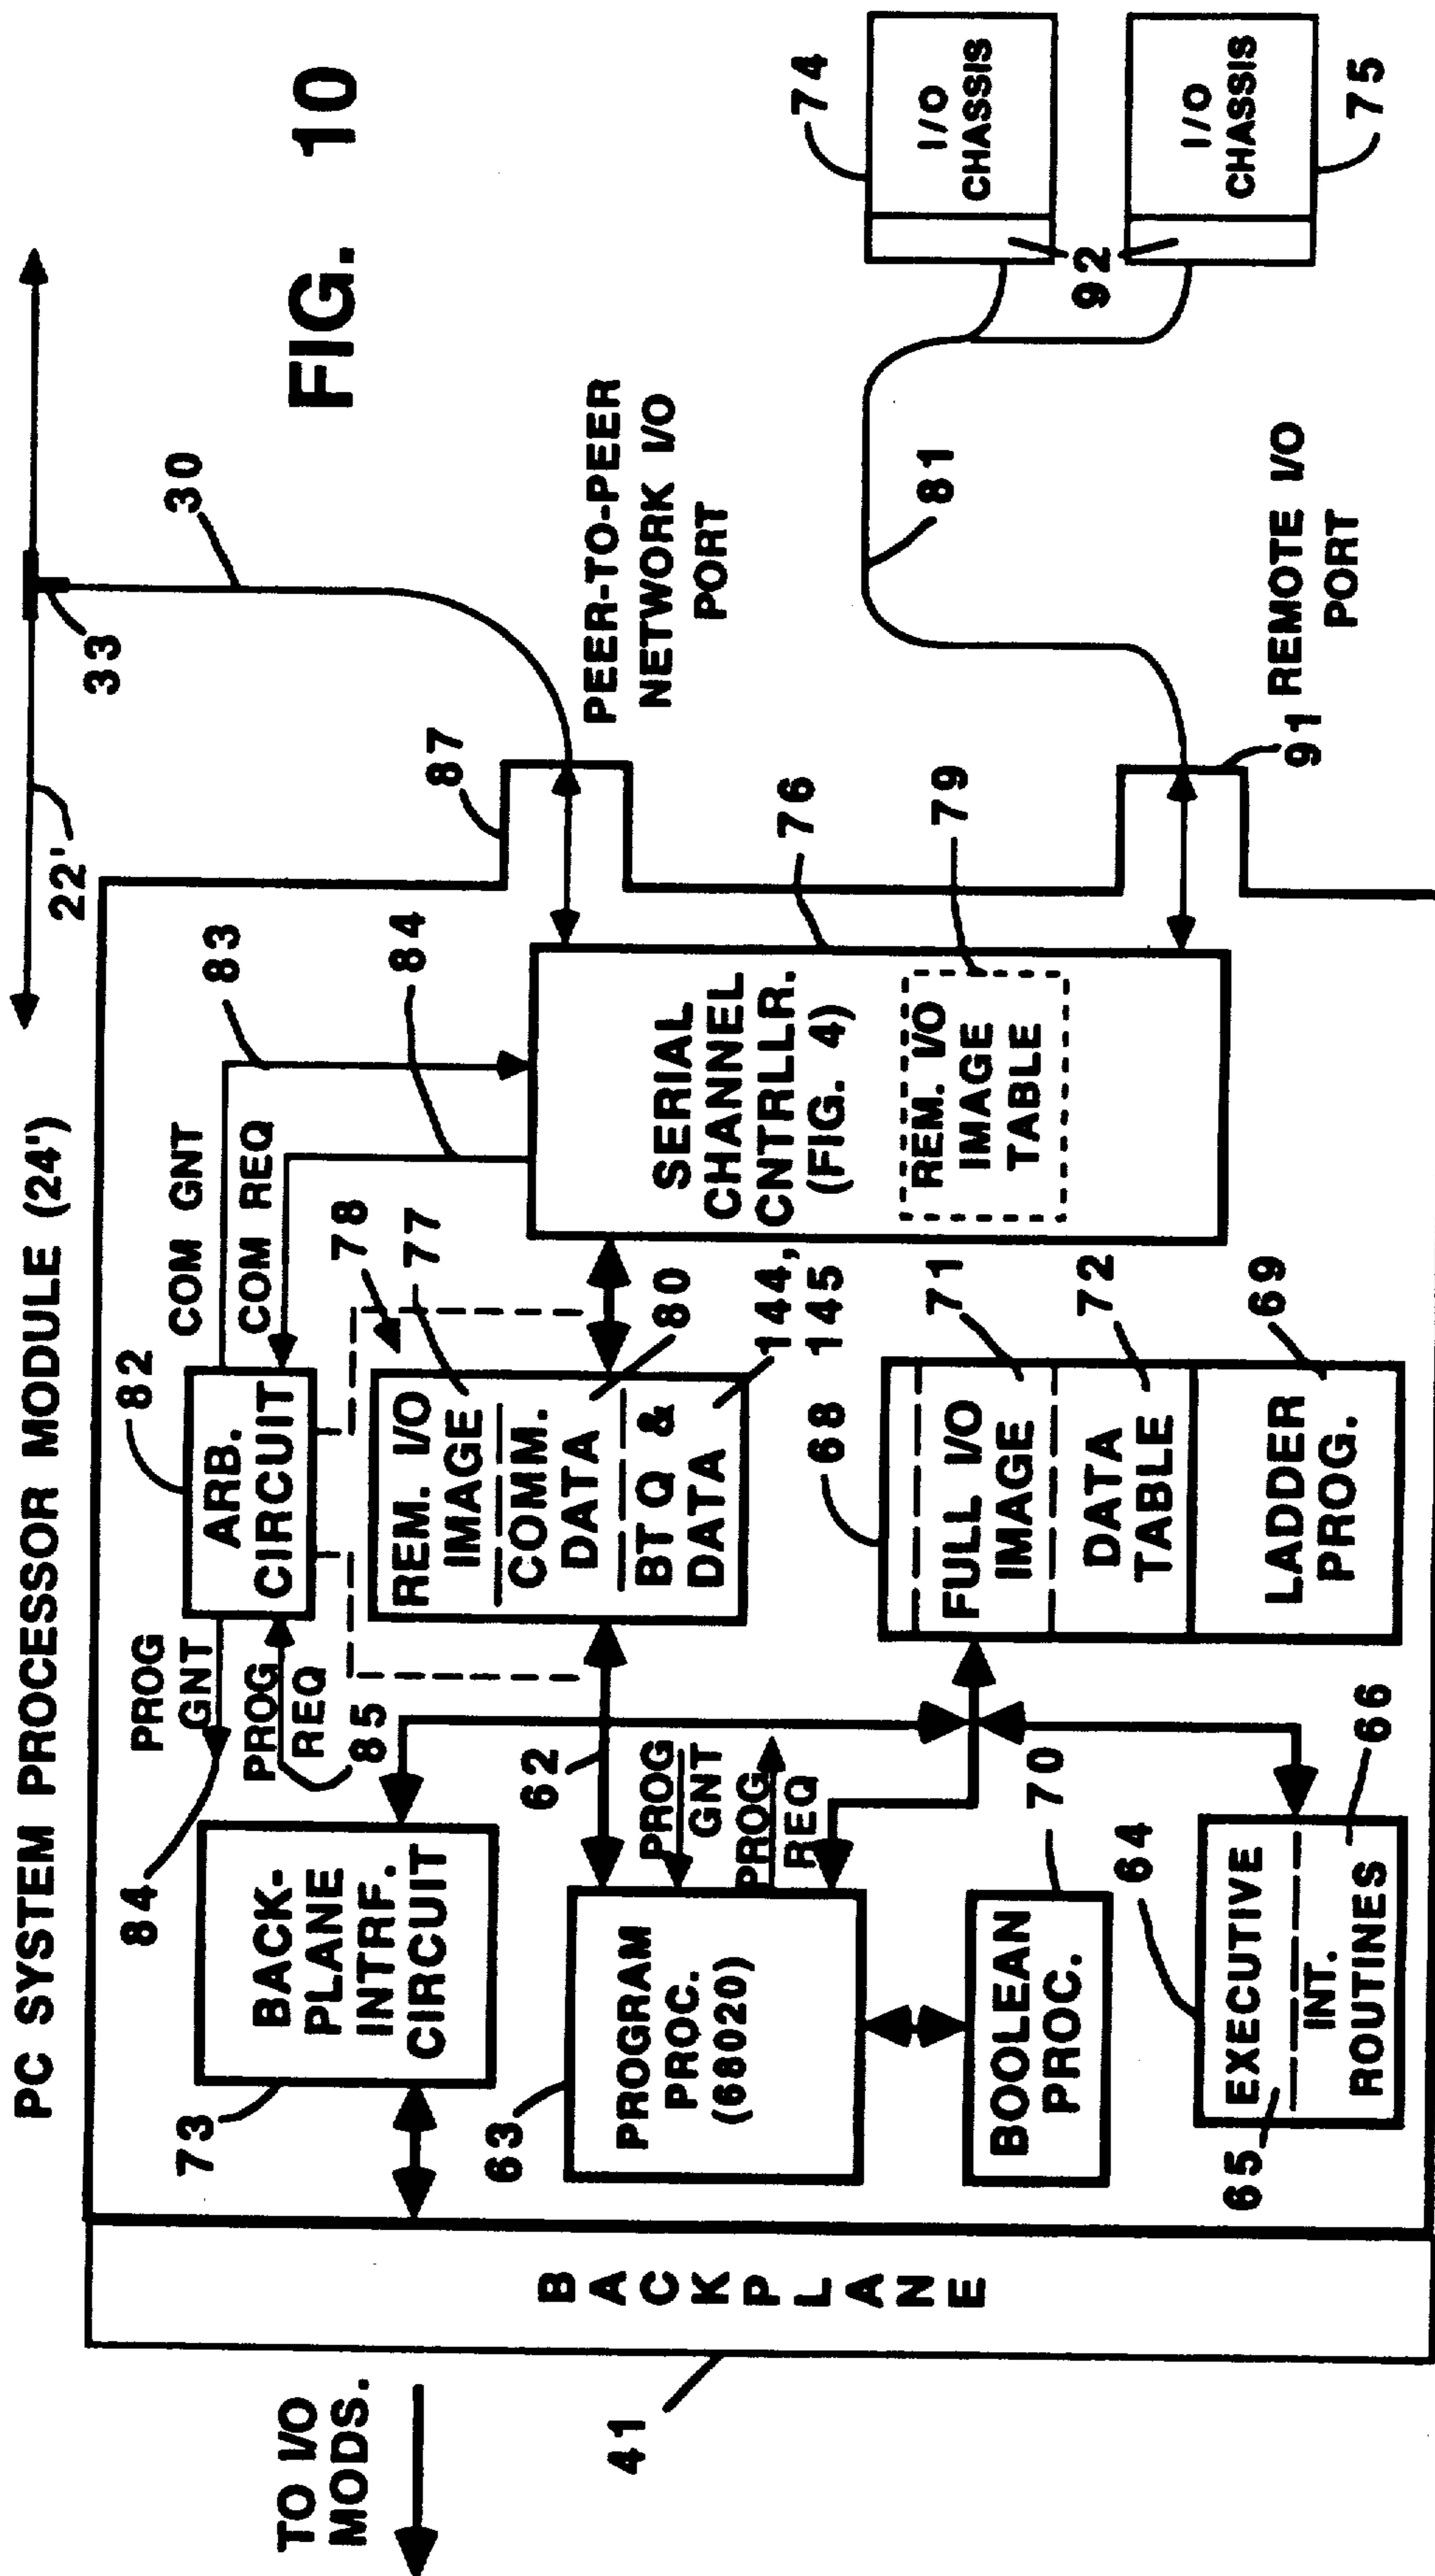 PC SYSTEM PROCESSOR MODULE (24')
22'
33
30
FIG. 10
TO I/O
MODS.
41
BACKPLANE
73
BACK-
PLANE
INTRF.
CIRCUIT
84
PROG
GNT
PROG
REQ
85
82
ARB.
CIRCUIT
COM GNT
COM REQ
83
84
78
77
REM. I/O
IMAGE
COMM.
DATA
BT Q &
DATA
80
144,
145
62
63
PROGRAM
PROC.
(68020)
PROG
GNT
PROG
REQ
70
BOOLEAN
PROC.
64
EXECUTIVE
INT.
ROUTINES
65
66
68
FULL I/O
IMAGE
DATA
TABLE
LADDER
PROG.
71
72
69
SERIAL
CHANNEL
CNTRLLR.
(FIG. 4)
REM. I/O
IMAGE
TABLE
76
79
87
PEER-TO-PEER
NETWORK I/O
PORT
81
91
REMOTE I/O
PORT
74
I/O
CHASSIS
92
I/O
CHASSIS
75